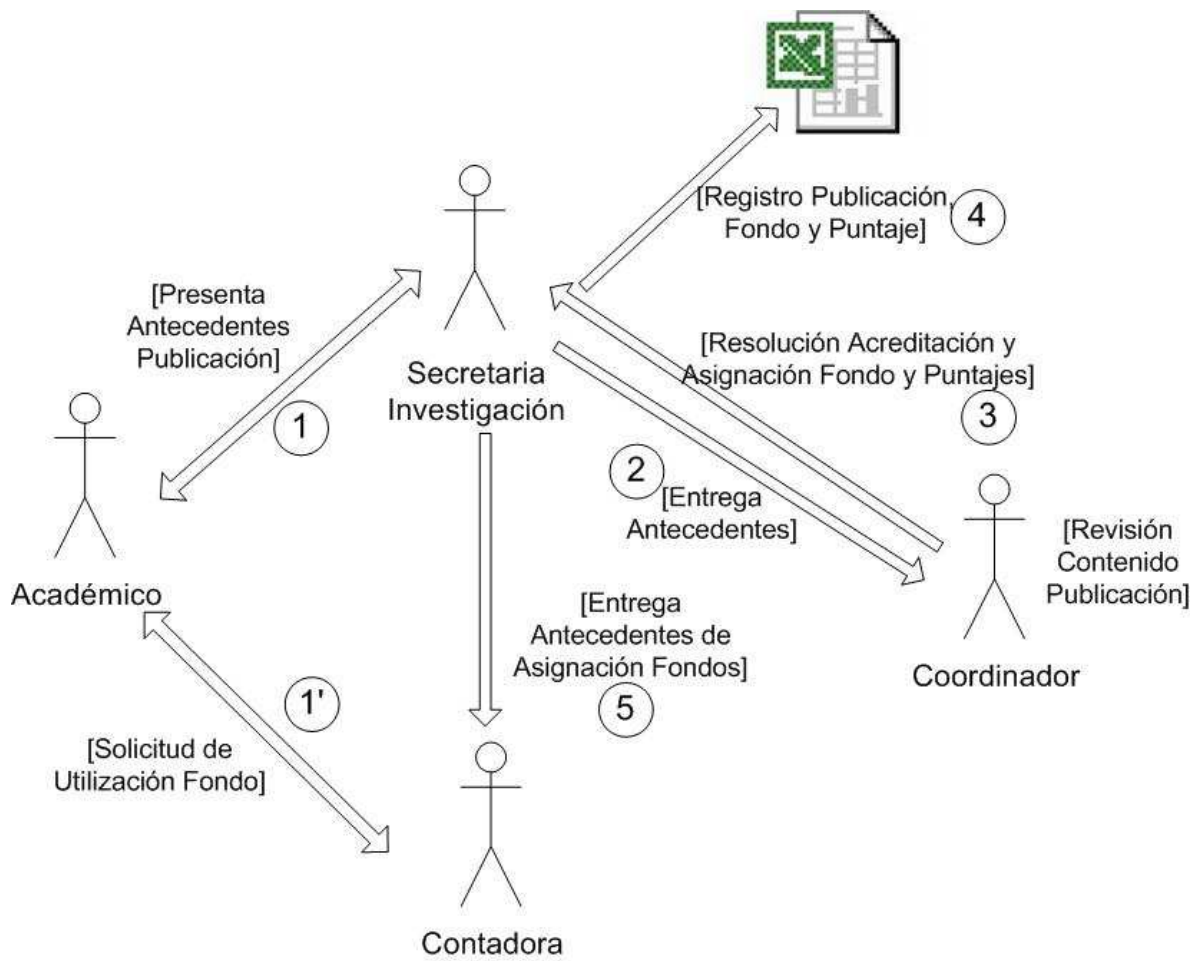 [Registro Publicación,
Fondo y Puntaje]
4
[Presenta
Antecedentes
Publicación]
1
Secretaria
Investigación
[Resolución Acreditación y
Asignación Fondo y Puntajes]
3
2
[Entrega
Antecedentes]
Académico
[Revisión
Contenido
Publicación]
Coordinador
[Entrega
Antecedentes de
Asignación Fondos]
5
1'
[Solicitud de
Utilización Fondo]
Contadora